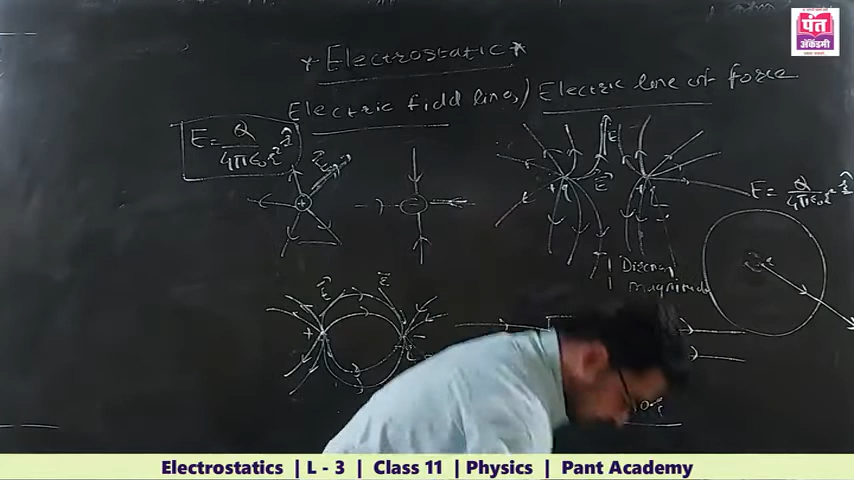 पंत
अ‍ॅकॅडमी
* Electrostatic *
Electric field lines / Electric line of force
E = Q / 4πε₀r² r̂
E = Q / 4πε₀r² r̂
E⃗
E⃗
E⃗
+
-
+q
Direction
magnitude
Electrostatics | L - 3 | Class 11 | Physics | Pant Academy